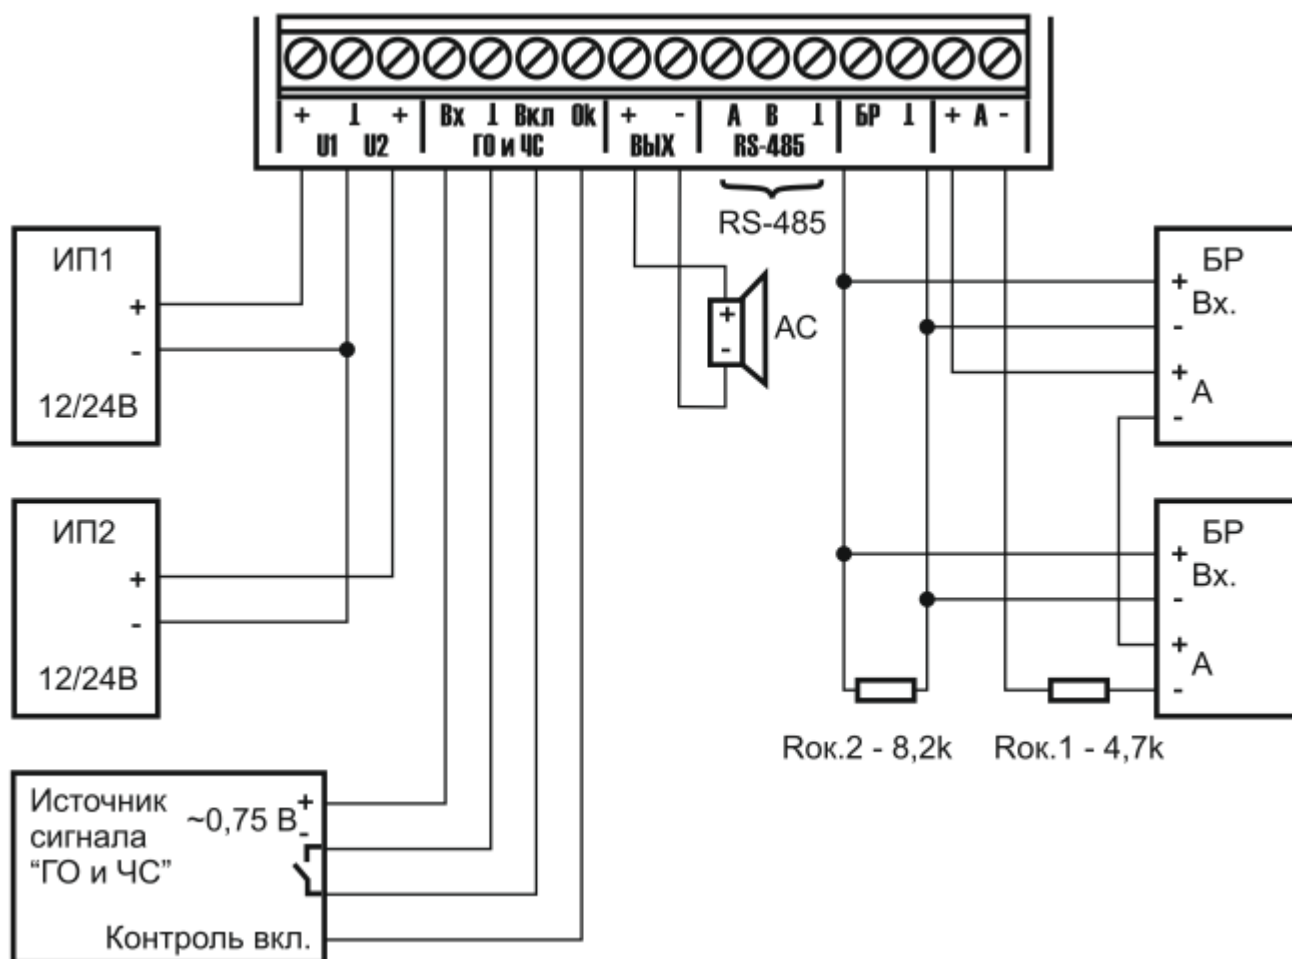 + ⊥ + Вх ⊥ Вкл Ok + - A B ⊥ БР ⊥ + A -
U1 U2 ГО и ЧС ВЫХ RS-485
RS-485
ИП1
+
-
12/24В
+
-
АС
БР
+
Вх.
-
+
А
-
ИП2
+
-
12/24В
БР
+
Вх.
-
+
А
-
Rок.2 - 8,2k
Rок.1 - 4,7k
Источник +
сигнала ~0,75 В -
“ГО и ЧС”
Контроль вкл.